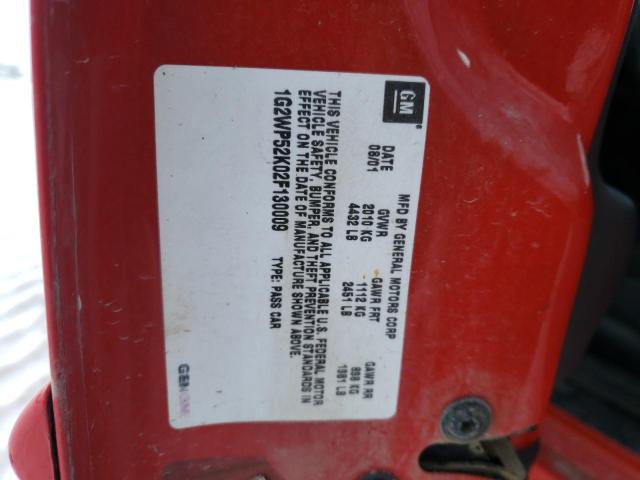 GM
MFD BY GENERAL MOTORS CORP
DATE GVWR GAWR FRT GAWR RR
08/01 2010 KG 1112 KG 898 KG
4432 LB 2451 LB 1981 LB
THIS VEHICLE CONFORMS TO ALL APPLICABLE U.S. FEDERAL MOTOR
VEHICLE SAFETY, BUMPER, AND THEFT PREVENTION STANDARDS IN
EFFECT ON THE DATE OF MANUFACTURE SHOWN ABOVE.
1G2WP52K02F130009 TYPE: PASS CAR